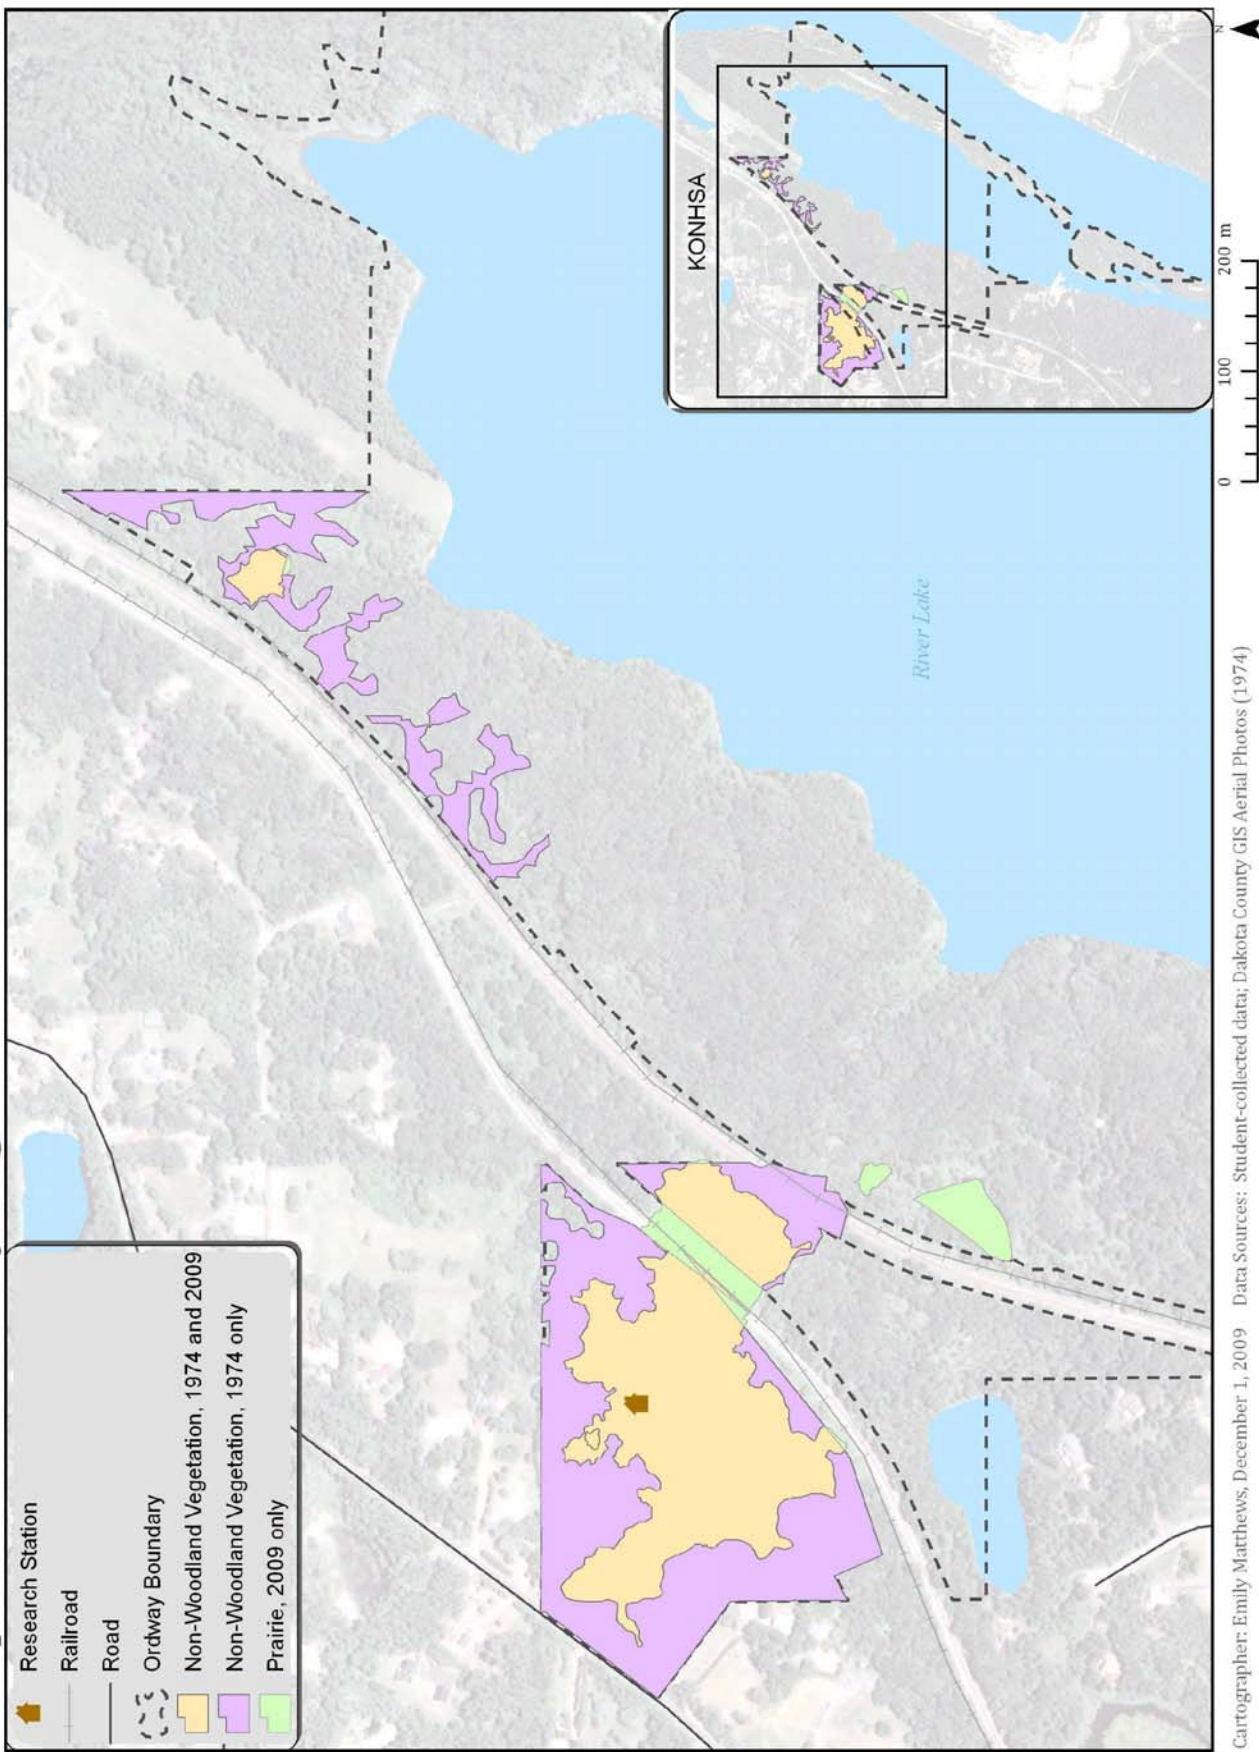 Research Station
Railroad
Road
Ordway Boundary
Non-Woodland Vegetation, 1974 and 2009
Non-Woodland Vegetation, 1974 only
Prairie, 2009 only
River Lake
KONHSA
N
0 100 200 m
Cartographer: Emily Matthews, December 1, 2009 Data Sources: Student-collected data; Dakota County GIS Aerial Photos (1974)